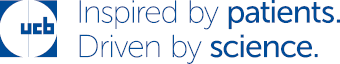 ucb
Inspired by patients.
Driven by science.